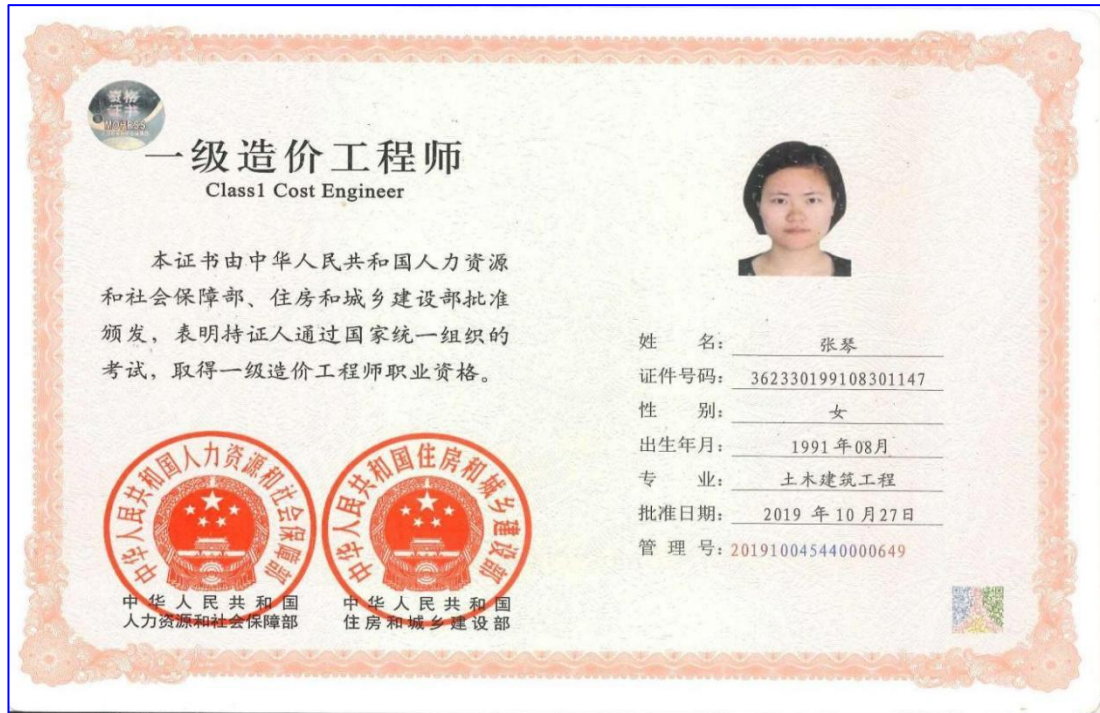 资格
证书
MOHRSS
一级造价工程师
Class1 Cost Engineer
本证书由中华人民共和国人力资源
和社会保障部、住房和城乡建设部批准
颁发,表明持证人通过国家统一组织的
考试,取得一级造价工程师职业资格。
中华人民共和国人力资源和社会保障部
中华人民共和国住房和城乡建设部
中华人民共和国
人力资源和社会保障部
中华人民共和国
住房和城乡建设部
姓 名: 张琴
证件号码: 362330199108301147
性 别: 女
出生年月: 1991年08月
专 业: 土木建筑工程
批准日期: 2019 年 10 月27日
管 理 号: 201910045440000649